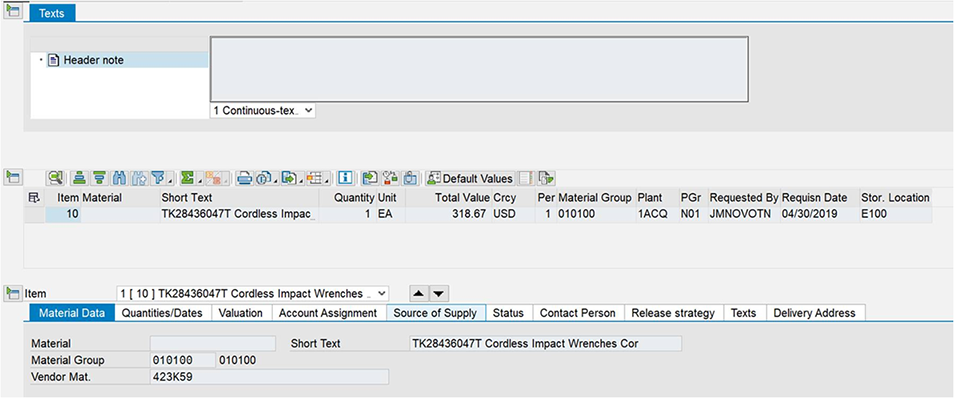 Texts
Header note
1 Continuous-tex..
Default Values
Item Material Short Text Quantity Unit Total Value Crcy Per Material Group Plant PGr Requested By Requisn Date Stor. Location
10 TK28436047T Cordless Impac_ 1 EA 318.67 USD 1 010100 1ACQ N01 JMNOVOTN 04/30/2019 E100
Item 1 [ 10 ] TK28436047T Cordless Impact Wrenches ..
Material Data Quantities/Dates Valuation Account Assignment Source of Supply Status Contact Person Release strategy Texts Delivery Address
Material Short Text TK28436047T Cordless Impact Wrenches Cor
Material Group 010100 010100
Vendor Mat. 423K59